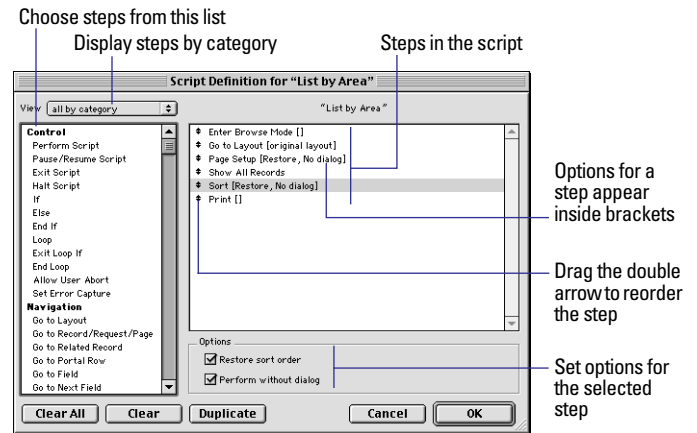 Choose steps from this list
Display steps by category
Steps in the script
Script Definition for “List by Area”
View all by category
“List by Area”
Control
Perform Script
Pause/Resume Script
Exit Script
Halt Script
If
Else
End If
Loop
Exit Loop If
End Loop
Allow User Abort
Set Error Capture
Navigation
Go to Layout
Go to Record/Request/Page
Go to Related Record
Go to Portal Row
Go to Field
Go to Next Field
Enter Browse Mode []
Go to Layout [original layout]
Page Setup [Restore, No dialog]
Show All Records
Sort [Restore, No dialog]
Print []
Options for a
step appear
inside brackets
Drag the double
arrow to reorder
the step
Options
Restore sort order
Perform without dialog
Set options for
the selected
step
Clear All
Clear
Duplicate
Cancel
OK